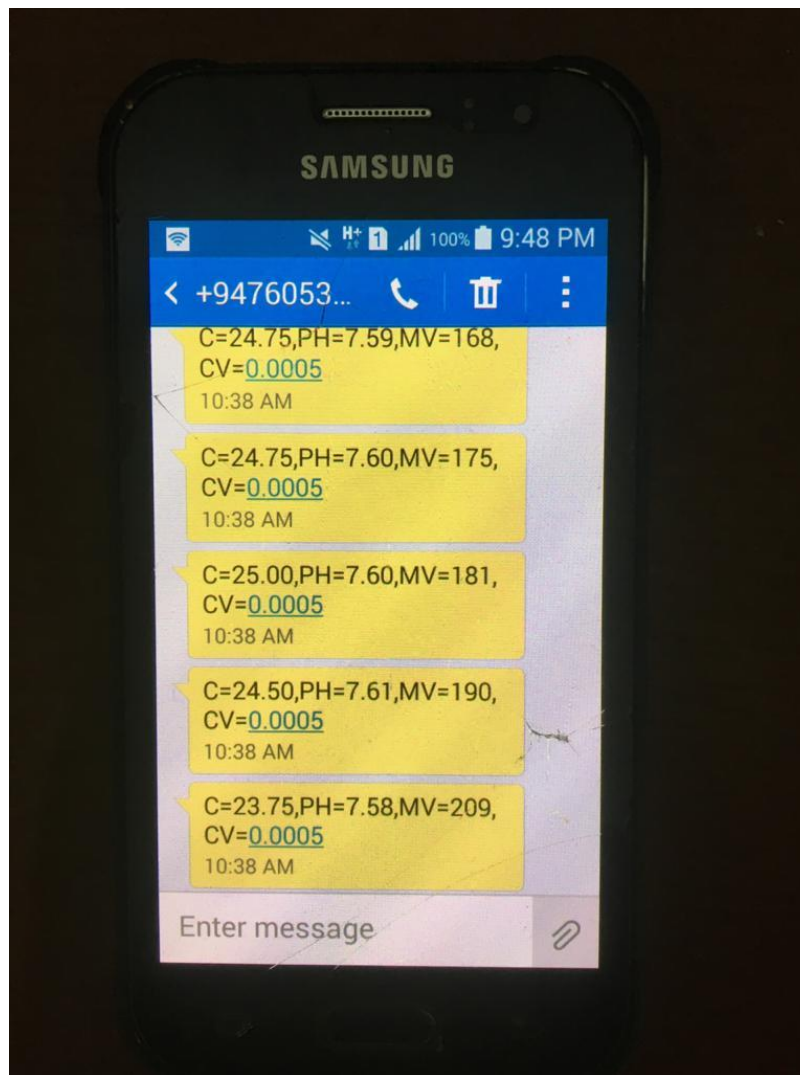 SAMSUNG
H+ 1 100% 9:48 PM
+9476053...
C=24.75,PH=7.59,MV=168,
CV=0.0005
10:38 AM
C=24.75,PH=7.60,MV=175,
CV=0.0005
10:38 AM
C=25.00,PH=7.60,MV=181,
CV=0.0005
10:38 AM
C=24.50,PH=7.61,MV=190,
CV=0.0005
10:38 AM
C=23.75,PH=7.58,MV=209,
CV=0.0005
10:38 AM
Enter message